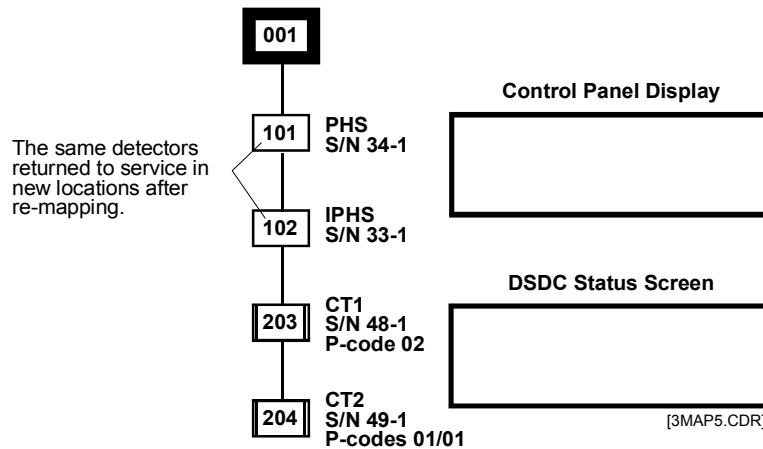 001
101
PHS
S/N 34-1
The same detectors
returned to service in
new locations after
re-mapping.
102
IPHS
S/N 33-1
203
CT1
S/N 48-1
P-code 02
204
CT2
S/N 49-1
P-codes 01/01
Control Panel Display
DSDC Status Screen
[3MAP5.CDR]